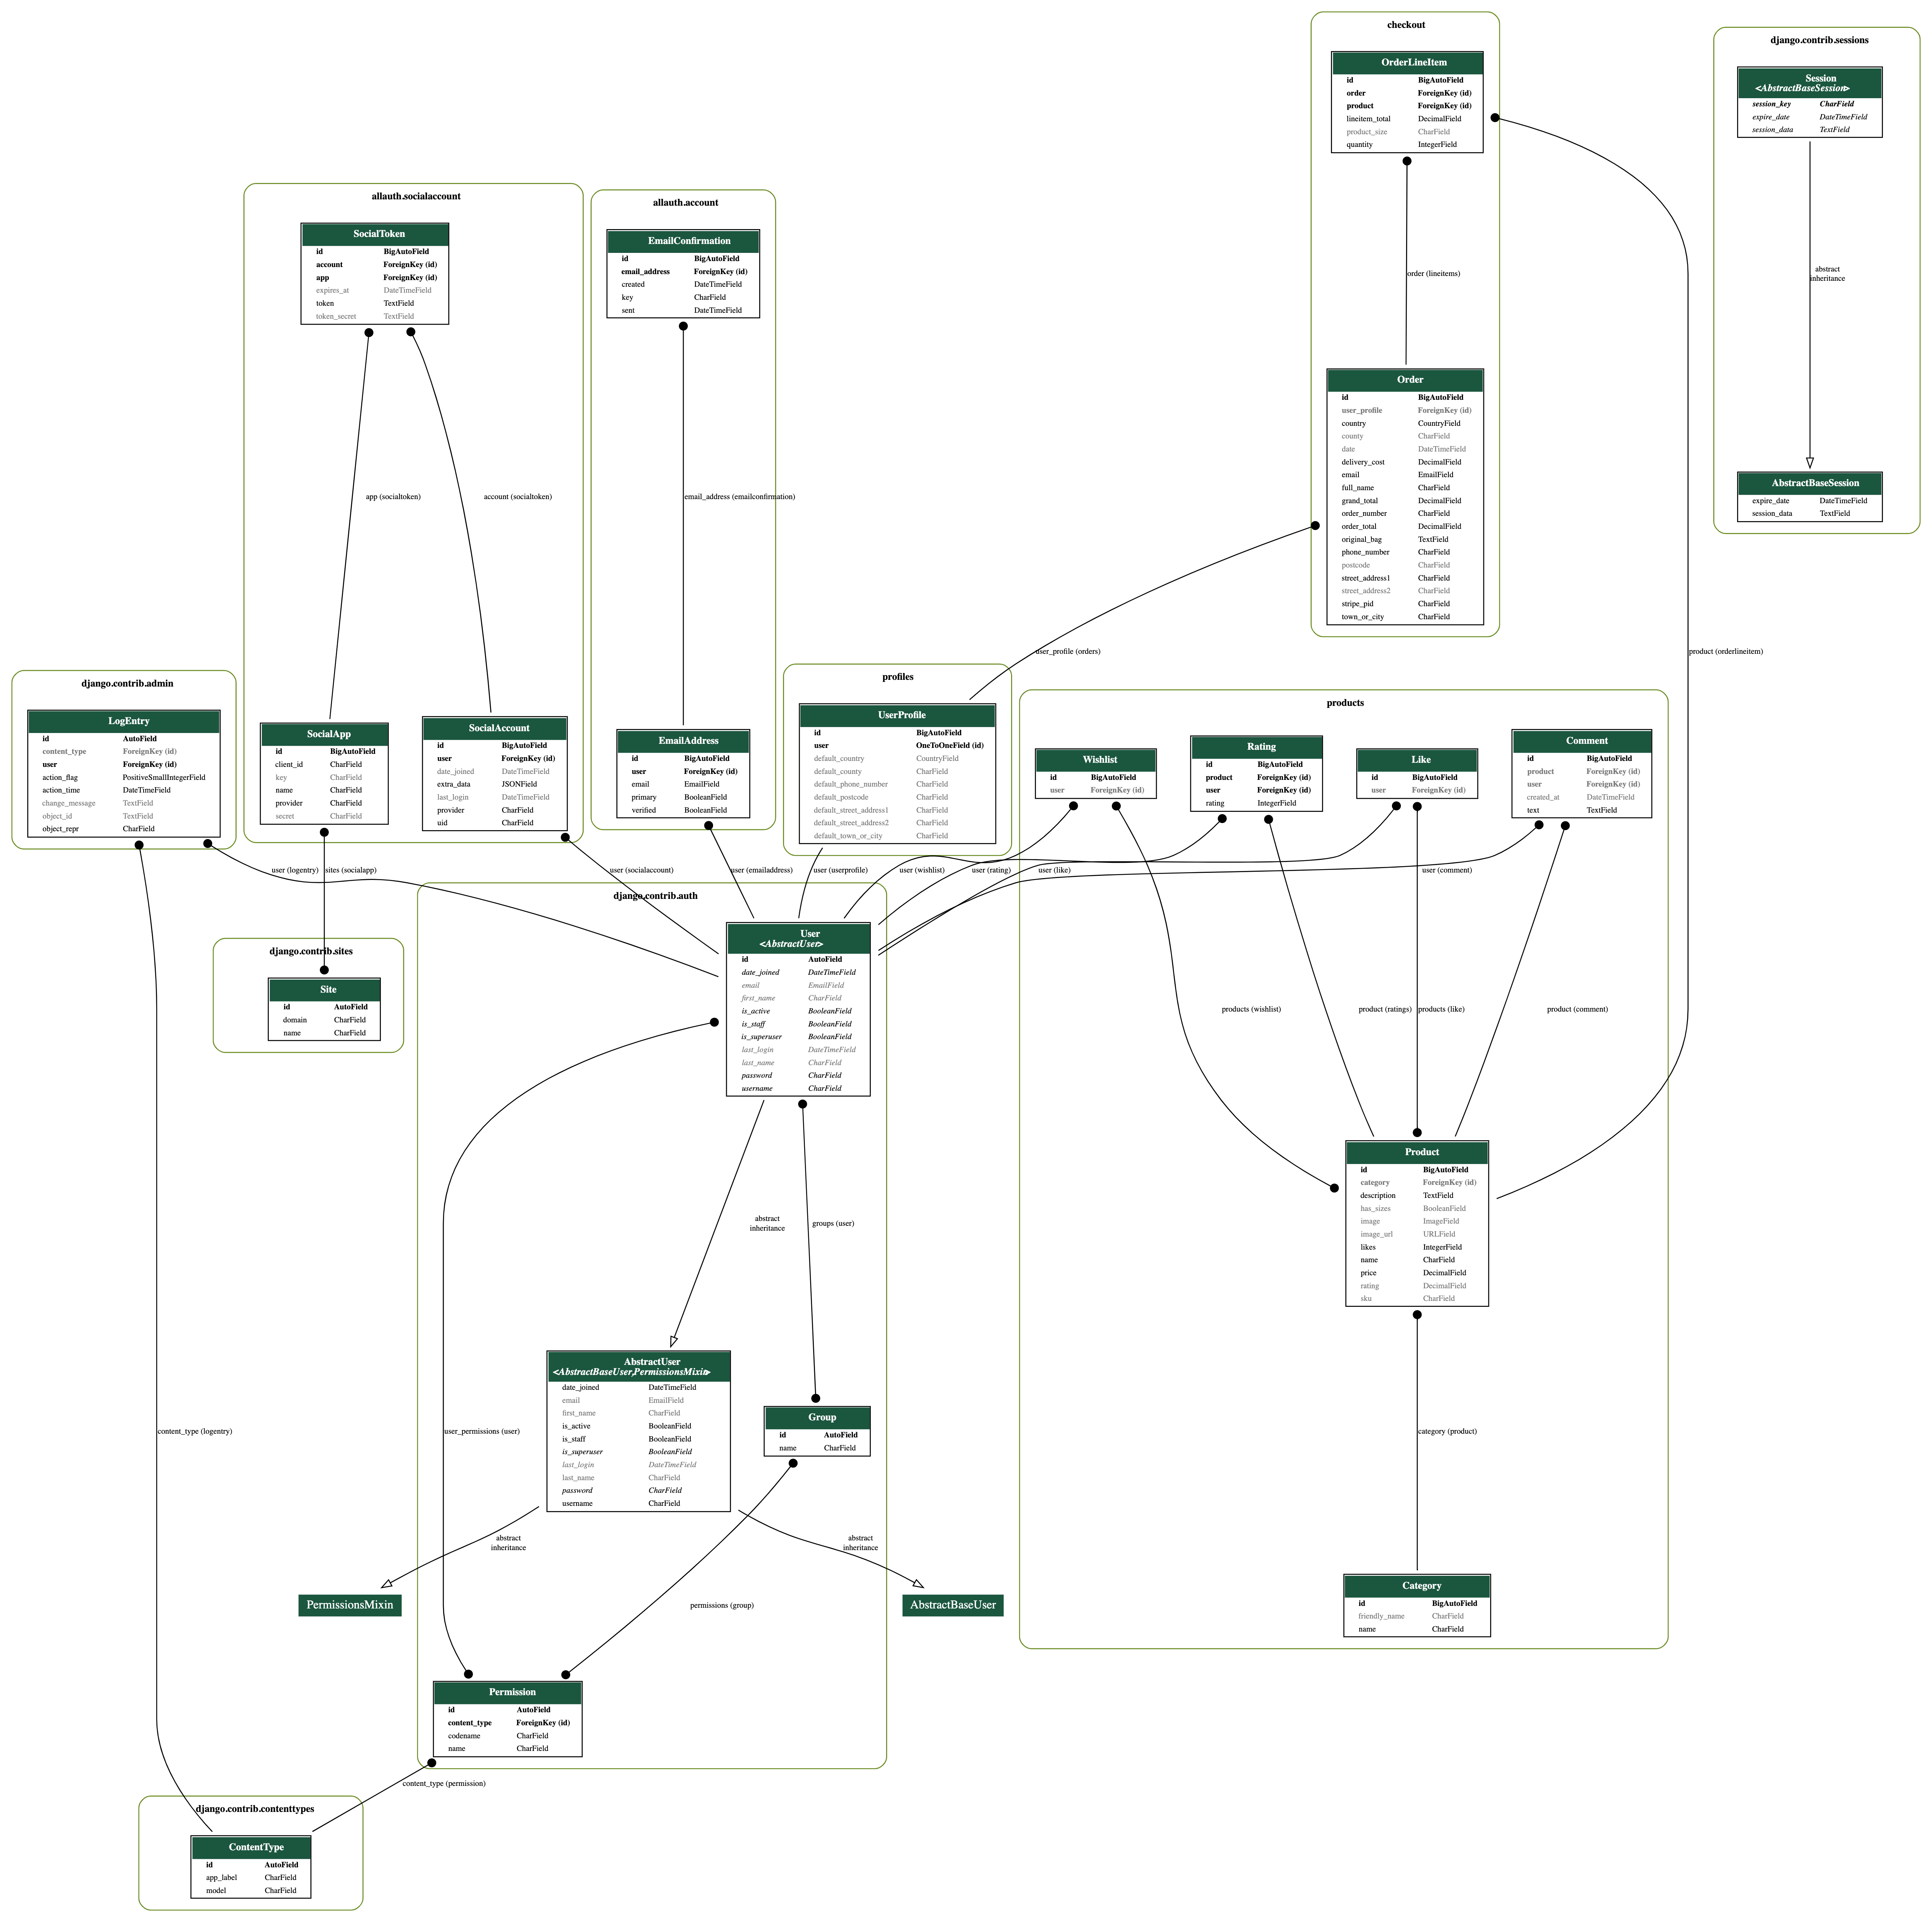 checkout
OrderLineItem
id BigAutoField
order ForeignKey (id)
product ForeignKey (id)
lineitem_total DecimalField
product_size CharField
quantity IntegerField
order (lineitems)
Order
id BigAutoField
user_profile ForeignKey (id)
country CountryField
county CharField
date DateTimeField
delivery_cost DecimalField
email EmailField
full_name CharField
grand_total DecimalField
order_number CharField
order_total DecimalField
original_bag TextField
phone_number CharField
postcode CharField
street_address1 CharField
street_address2 CharField
stripe_pid CharField
town_or_city CharField
django.contrib.sessions
Session
<AbstractBaseSession>
session_key CharField
expire_date DateTimeField
session_data TextField
abstract
inheritance
AbstractBaseSession
expire_date DateTimeField
session_data TextField
allauth.socialaccount
SocialToken
id BigAutoField
account ForeignKey (id)
app ForeignKey (id)
expires_at DateTimeField
token TextField
token_secret TextField
app (socialtoken)
account (socialtoken)
SocialApp
id BigAutoField
client_id CharField
key CharField
name CharField
provider CharField
secret CharField
SocialAccount
id BigAutoField
user ForeignKey (id)
date_joined DateTimeField
extra_data JSONField
last_login DateTimeField
provider CharField
uid CharField
allauth.account
EmailConfirmation
id BigAutoField
email_address ForeignKey (id)
created DateTimeField
key CharField
sent DateTimeField
email_address (emailconfirmation)
EmailAddress
id BigAutoField
user ForeignKey (id)
email EmailField
primary BooleanField
verified BooleanField
user_profile (orders)
product (orderlineitem)
django.contrib.admin
LogEntry
id AutoField
content_type ForeignKey (id)
user ForeignKey (id)
action_flag PositiveSmallIntegerField
action_time DateTimeField
change_message TextField
object_id TextField
object_repr CharField
profiles
UserProfile
id BigAutoField
user OneToOneField (id)
default_country CountryField
default_county CharField
default_phone_number CharField
default_postcode CharField
default_street_address1 CharField
default_street_address2 CharField
default_town_or_city CharField
products
Wishlist
id BigAutoField
user ForeignKey (id)
Rating
id BigAutoField
product ForeignKey (id)
user ForeignKey (id)
rating IntegerField
Like
id BigAutoField
user ForeignKey (id)
Comment
id BigAutoField
product ForeignKey (id)
user ForeignKey (id)
created_at DateTimeField
text TextField
user (logentry)
sites (socialapp)
user (socialaccount)
user (emailaddress)
user (userprofile)
user (wishlist)
user (rating)
user (like)
user (comment)
django.contrib.sites
Site
id AutoField
domain CharField
name CharField
django.contrib.auth
User
<AbstractUser>
id AutoField
date_joined DateTimeField
email EmailField
first_name CharField
is_active BooleanField
is_staff BooleanField
is_superuser BooleanField
last_login DateTimeField
last_name CharField
password CharField
username CharField
products (wishlist)
product (ratings)
products (like)
product (comment)
Product
id BigAutoField
category ForeignKey (id)
description TextField
has_sizes BooleanField
image ImageField
image_url URLField
likes IntegerField
name CharField
price DecimalField
rating DecimalField
sku CharField
abstract
inheritance
groups (user)
AbstractUser
<AbstractBaseUser,PermissionsMixin>
date_joined DateTimeField
email EmailField
first_name CharField
is_active BooleanField
is_staff BooleanField
is_superuser BooleanField
last_login DateTimeField
last_name CharField
password CharField
username CharField
Group
id AutoField
name CharField
content_type (logentry)
user_permissions (user)
category (product)
abstract
inheritance
abstract
inheritance
PermissionsMixin
permissions (group)
AbstractBaseUser
Category
id BigAutoField
friendly_name CharField
name CharField
Permission
id AutoField
content_type ForeignKey (id)
codename CharField
name CharField
content_type (permission)
django.contrib.contenttypes
ContentType
id AutoField
app_label CharField
model CharField